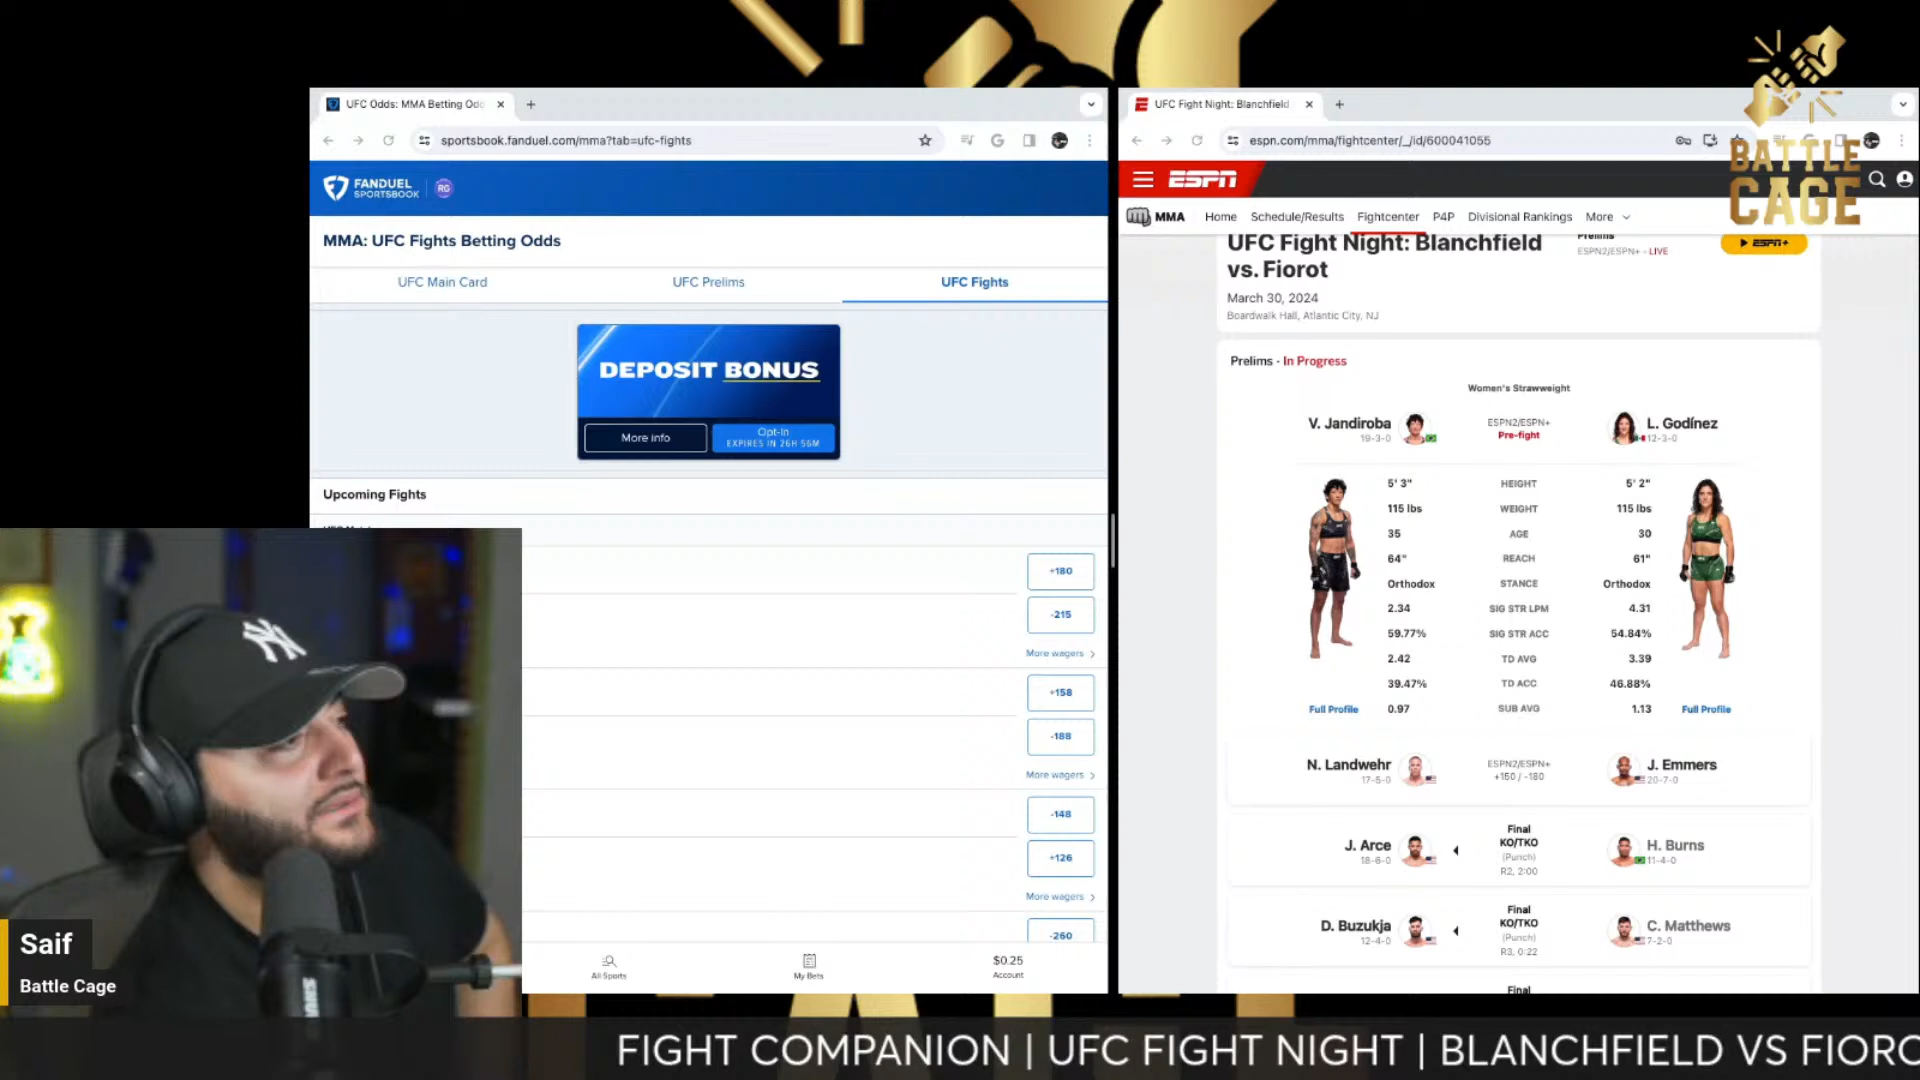 UFC Odds: MMA Betting Odd
sportsbook.fanduel.com/mma?tab=ufc-fights
FANDUEL
SPORTSBOOK
RG
MMA: UFC Fights Betting Odds
UFC Main Card
UFC Prelims
UFC Fights
DEPOSIT BONUS
More info
Opt-In
EXPIRES IN 26H 56M
Upcoming Fights
+180
-215
More wagers
+158
-188
More wagers
-148
+126
More wagers
-260
All Sports
My Bets
$0.25
Account
UFC Fight Night: Blanchfield
espn.com/mma/fightcenter/_/id/600041055
ESPN
BATTLE
CAGE
MMA
Home
Schedule/Results
Fightcenter
P4P
Divisional Rankings
More
UFC Fight Night: Blanchfield
vs. Fiorot
March 30, 2024
Boardwalk Hall, Atlantic City, NJ
Prelims
ESPN2/ESPN+ - LIVE
ESPN+
Prelims - In Progress
Women's Strawweight
V. Jandiroba
19-3-0
ESPN2/ESPN+
Pre-fight
L. Godínez
12-3-0
5' 3" HEIGHT 5' 2"
115 lbs WEIGHT 115 lbs
35 AGE 30
64" REACH 61"
Orthodox STANCE Orthodox
2.34 SIG STR LPM 4.31
59.77% SIG STR ACC 54.84%
2.42 TD AVG 3.39
39.47% TD ACC 46.88%
Full Profile 0.97 SUB AVG 1.13 Full Profile
N. Landwehr
17-5-0
ESPN2/ESPN+
+150 / -180
J. Emmers
20-7-0
J. Arce
18-6-0
Final
KO/TKO
(Punch)
R2, 2:00
H. Burns
11-4-0
D. Buzukja
12-4-0
Final
KO/TKO
(Punch)
R3, 0:22
C. Matthews
7-2-0
Final
NY
SHURE
Saif
Battle Cage
FIGHT COMPANION | UFC FIGHT NIGHT | BLANCHFIELD VS FIORO